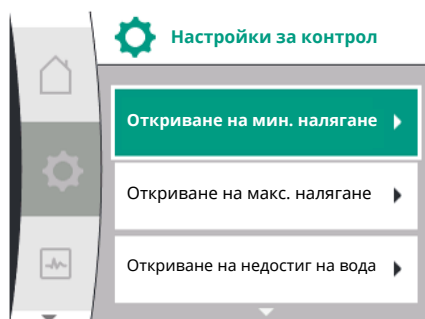 Настройки за контрол
Откриване на мин. налягане
Откриване на макс. налягане
Откриване на недостиг на вода